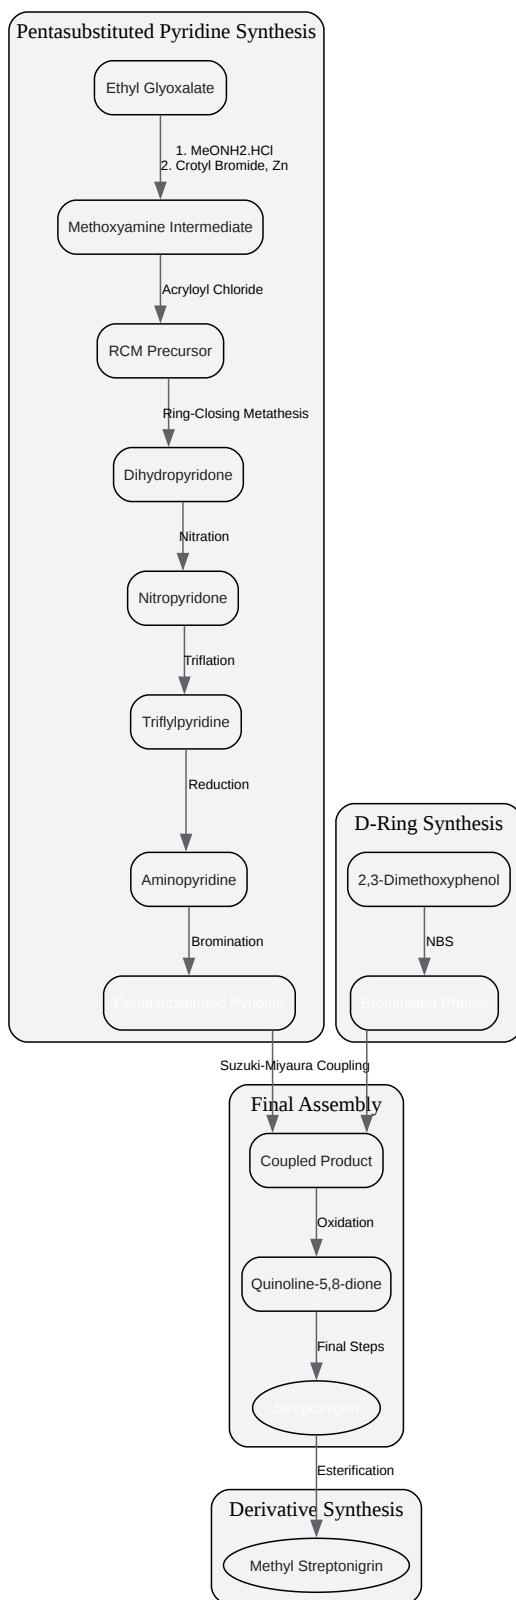 Pentasubstituted Pyridine Synthesis
Ethyl Glyoxalate
1. MeONH2.HCl
2. Crotyl Bromide, Zn
Methoxyamine Intermediate
Acryloyl Chloride
RCM Precursor
Ring-Closing Metathesis
Dihydropyridone
Nitration
Nitropyridone
Triflation
Triflylpyridine
Reduction
Aminopyridine
Bromination
Pentasubstituted Pyridine
D-Ring Synthesis
2,3-Dimethoxyphenol
NBS
Brominated Phenol
Suzuki-Miyaura Coupling
Final Assembly
Coupled Product
Oxidation
Quinoline-5,8-dione
Final Steps
Streptonigrin
Esterification
Derivative Synthesis
Methyl Streptonigrin